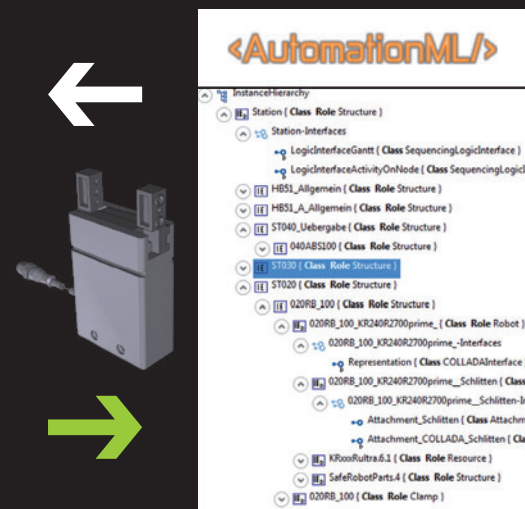 <AutomationML/>
InstanceHierarchy
Station { Class Role Structure }
Station-Interfaces
LogicInterfaceGantt { Class SequencingLogicInterface }
LogicInterfaceActivityOnNode { Class SequencingLogicI
HB51_Allgemein { Class Role Structure }
HB51_A_Allgemein { Class Role Structure }
ST040_Uebergabe { Class Role Structure }
040ABS100 { Class Role Structure }
ST030 { Class Role Structure }
ST020 { Class Role Structure }
020RB_100 { Class Role Structure }
020RB_100_KR240R2700prime_ { Class Role Robot }
020RB_100_KR240R2700prime_-Interfaces
Representation { Class COLLADAInterface }
020RB_100_KR240R2700prime__Schlitten { Class
020RB_100_KR240R2700prime__Schlitten-In
Attachment_Schlitten { Class Attachm
Attachment_COLLADA_Schlitten { Cla
KRxxxRultra.6.1 { Class Role Resource }
SafeRobotParts.4 { Class Role Structure }
020RB_100 { Class Role Clamp }